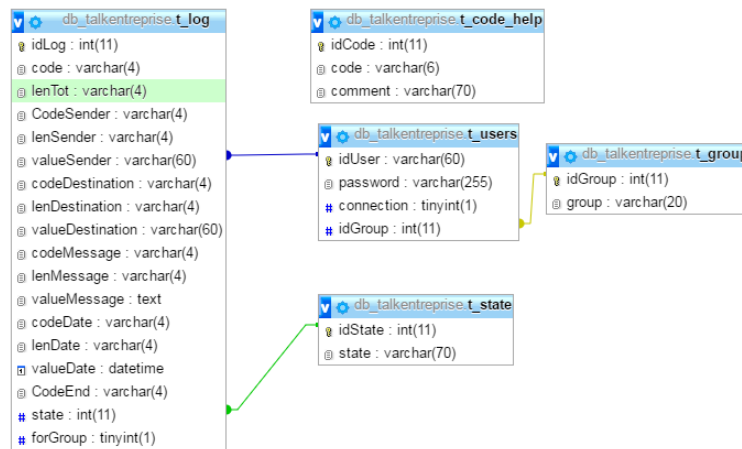 db_talkentreprise.t_log
idLog : int(11)
code : varchar(4)
lenTot : varchar(4)
CodeSender : varchar(4)
lenSender : varchar(4)
valueSender : varchar(60)
codeDestination : varchar(4)
lenDestination : varchar(4)
valueDestination : varchar(60)
codeMessage : varchar(4)
lenMessage : varchar(4)
valueMessage : text
codeDate : varchar(4)
lenDate : varchar(4)
valueDate : datetime
CodeEnd : varchar(4)
state : int(11)
forGroup : tinyint(1)
db_talkentreprise.t_code_help
idCode : int(11)
code : varchar(6)
comment : varchar(70)
db_talkentreprise.t_users
idUser : varchar(60)
password : varchar(255)
connection : tinyint(1)
idGroup : int(11)
db_talkentreprise.t_group
idGroup : int(11)
group : varchar(20)
db_talkentreprise.t_state
idState : int(11)
state : varchar(70)